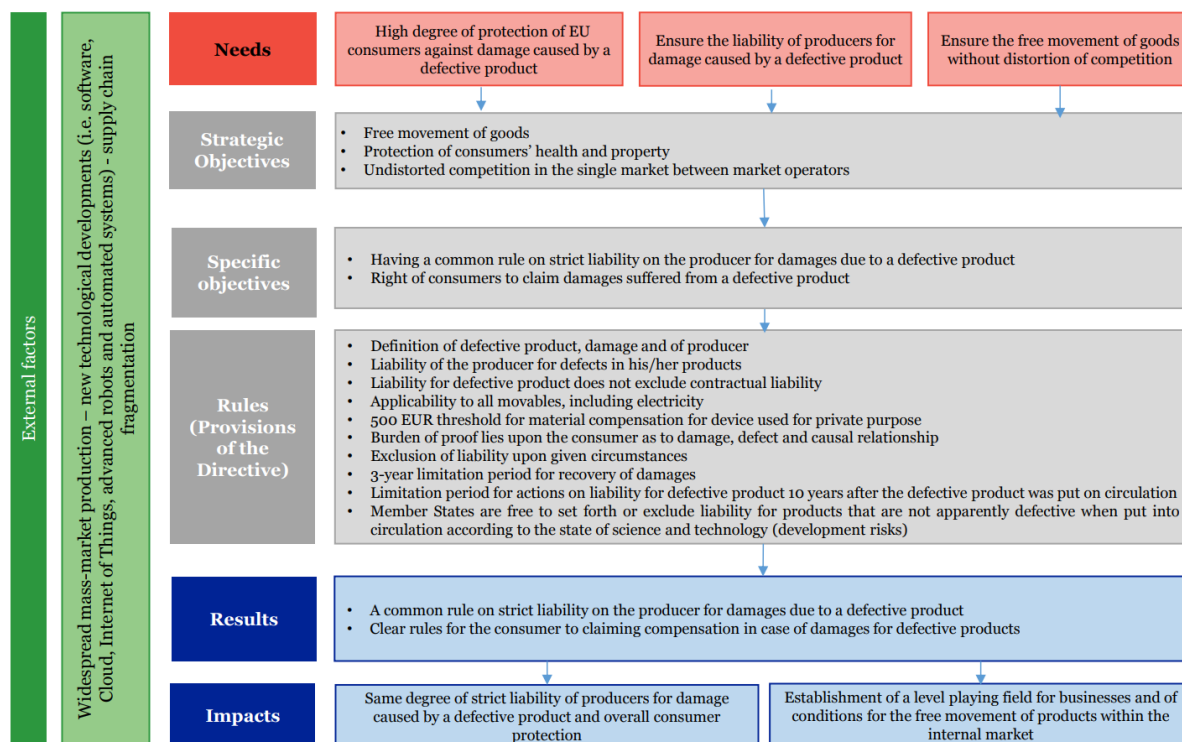 External factors
Widespread mass-market production – new technological developments (i.e. software,
Cloud, Internet of Things, advanced robots and automated systems) - supply chain
fragmentation
Needs
High degree of protection of EU
consumers against damage caused by a
defective product
Ensure the liability of producers for
damage caused by a defective product
Ensure the free movement of goods
without distortion of competition
Strategic
Objectives
• Free movement of goods
• Protection of consumers' health and property
• Undistorted competition in the single market between market operators
Specific
objectives
• Having a common rule on strict liability on the producer for damages due to a defective product
• Right of consumers to claim damages suffered from a defective product
Rules
(Provisions
of the
Directive)
• Definition of defective product, damage and of producer
• Liability of the producer for defects in his/her products
• Liability for defective product does not exclude contractual liability
• Applicability to all movables, including electricity
• 500 EUR threshold for material compensation for device used for private purpose
• Burden of proof lies upon the consumer as to damage, defect and causal relationship
• Exclusion of liability upon given circumstances
• 3-year limitation period for recovery of damages
• Limitation period for actions on liability for defective product 10 years after the defective product was put on circulation
• Member States are free to set forth or exclude liability for products that are not apparently defective when put into
circulation according to the state of science and technology (development risks)
Results
• A common rule on strict liability on the producer for damages due to a defective product
• Clear rules for the consumer to claiming compensation in case of damages for defective products
Impacts
Same degree of strict liability of producers for damage
caused by a defective product and overall consumer
protection
Establishment of a level playing field for businesses and of
conditions for the free movement of products within the
internal market